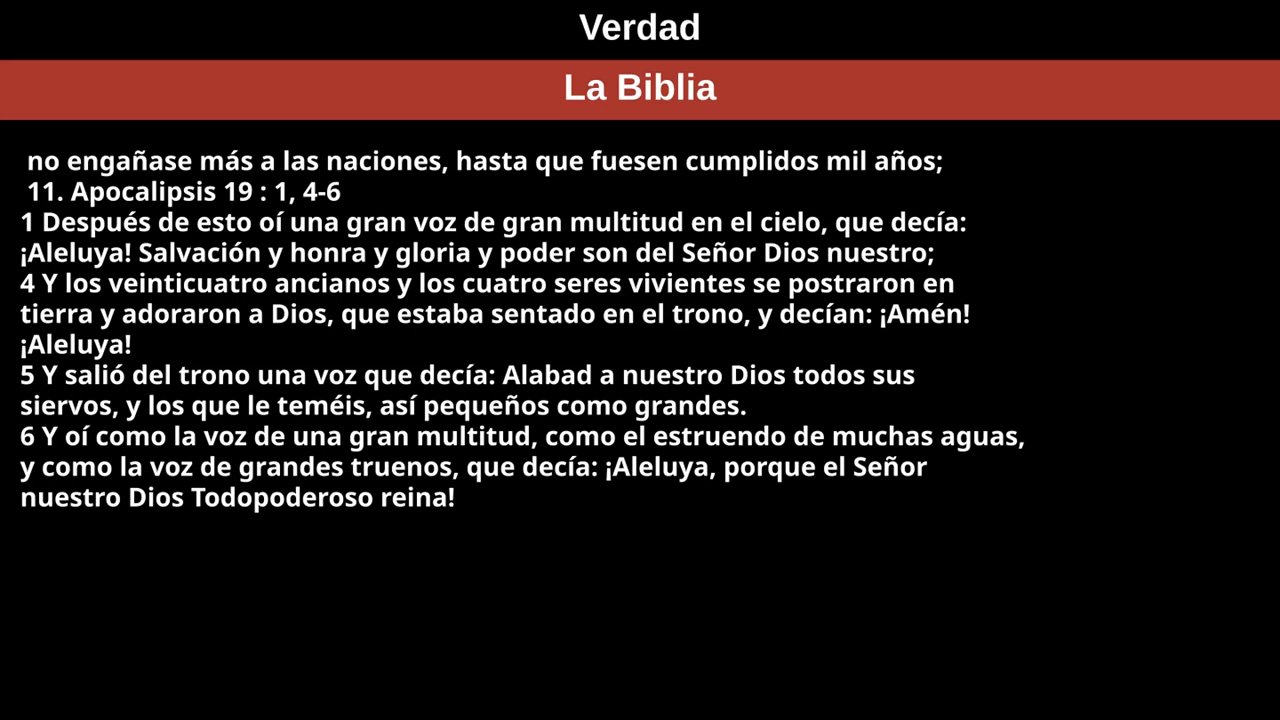 Verdad
La Biblia
no engañase más a las naciones, hasta que fuesen cumplidos mil años;
11. Apocalipsis 19 : 1, 4-6
1 Después de esto oí una gran voz de gran multitud en el cielo, que decía:
¡Aleluya! Salvación y honra y gloria y poder son del Señor Dios nuestro;
4 Y los veinticuatro ancianos y los cuatro seres vivientes se postraron en
tierra y adoraron a Dios, que estaba sentado en el trono, y decían: ¡Amén!
¡Aleluya!
5 Y salió del trono una voz que decía: Alabad a nuestro Dios todos sus
siervos, y los que le teméis, así pequeños como grandes.
6 Y oí como la voz de una gran multitud, como el estruendo de muchas aguas,
y como la voz de grandes truenos, que decía: ¡Aleluya, porque el Señor
nuestro Dios Todopoderoso reina!